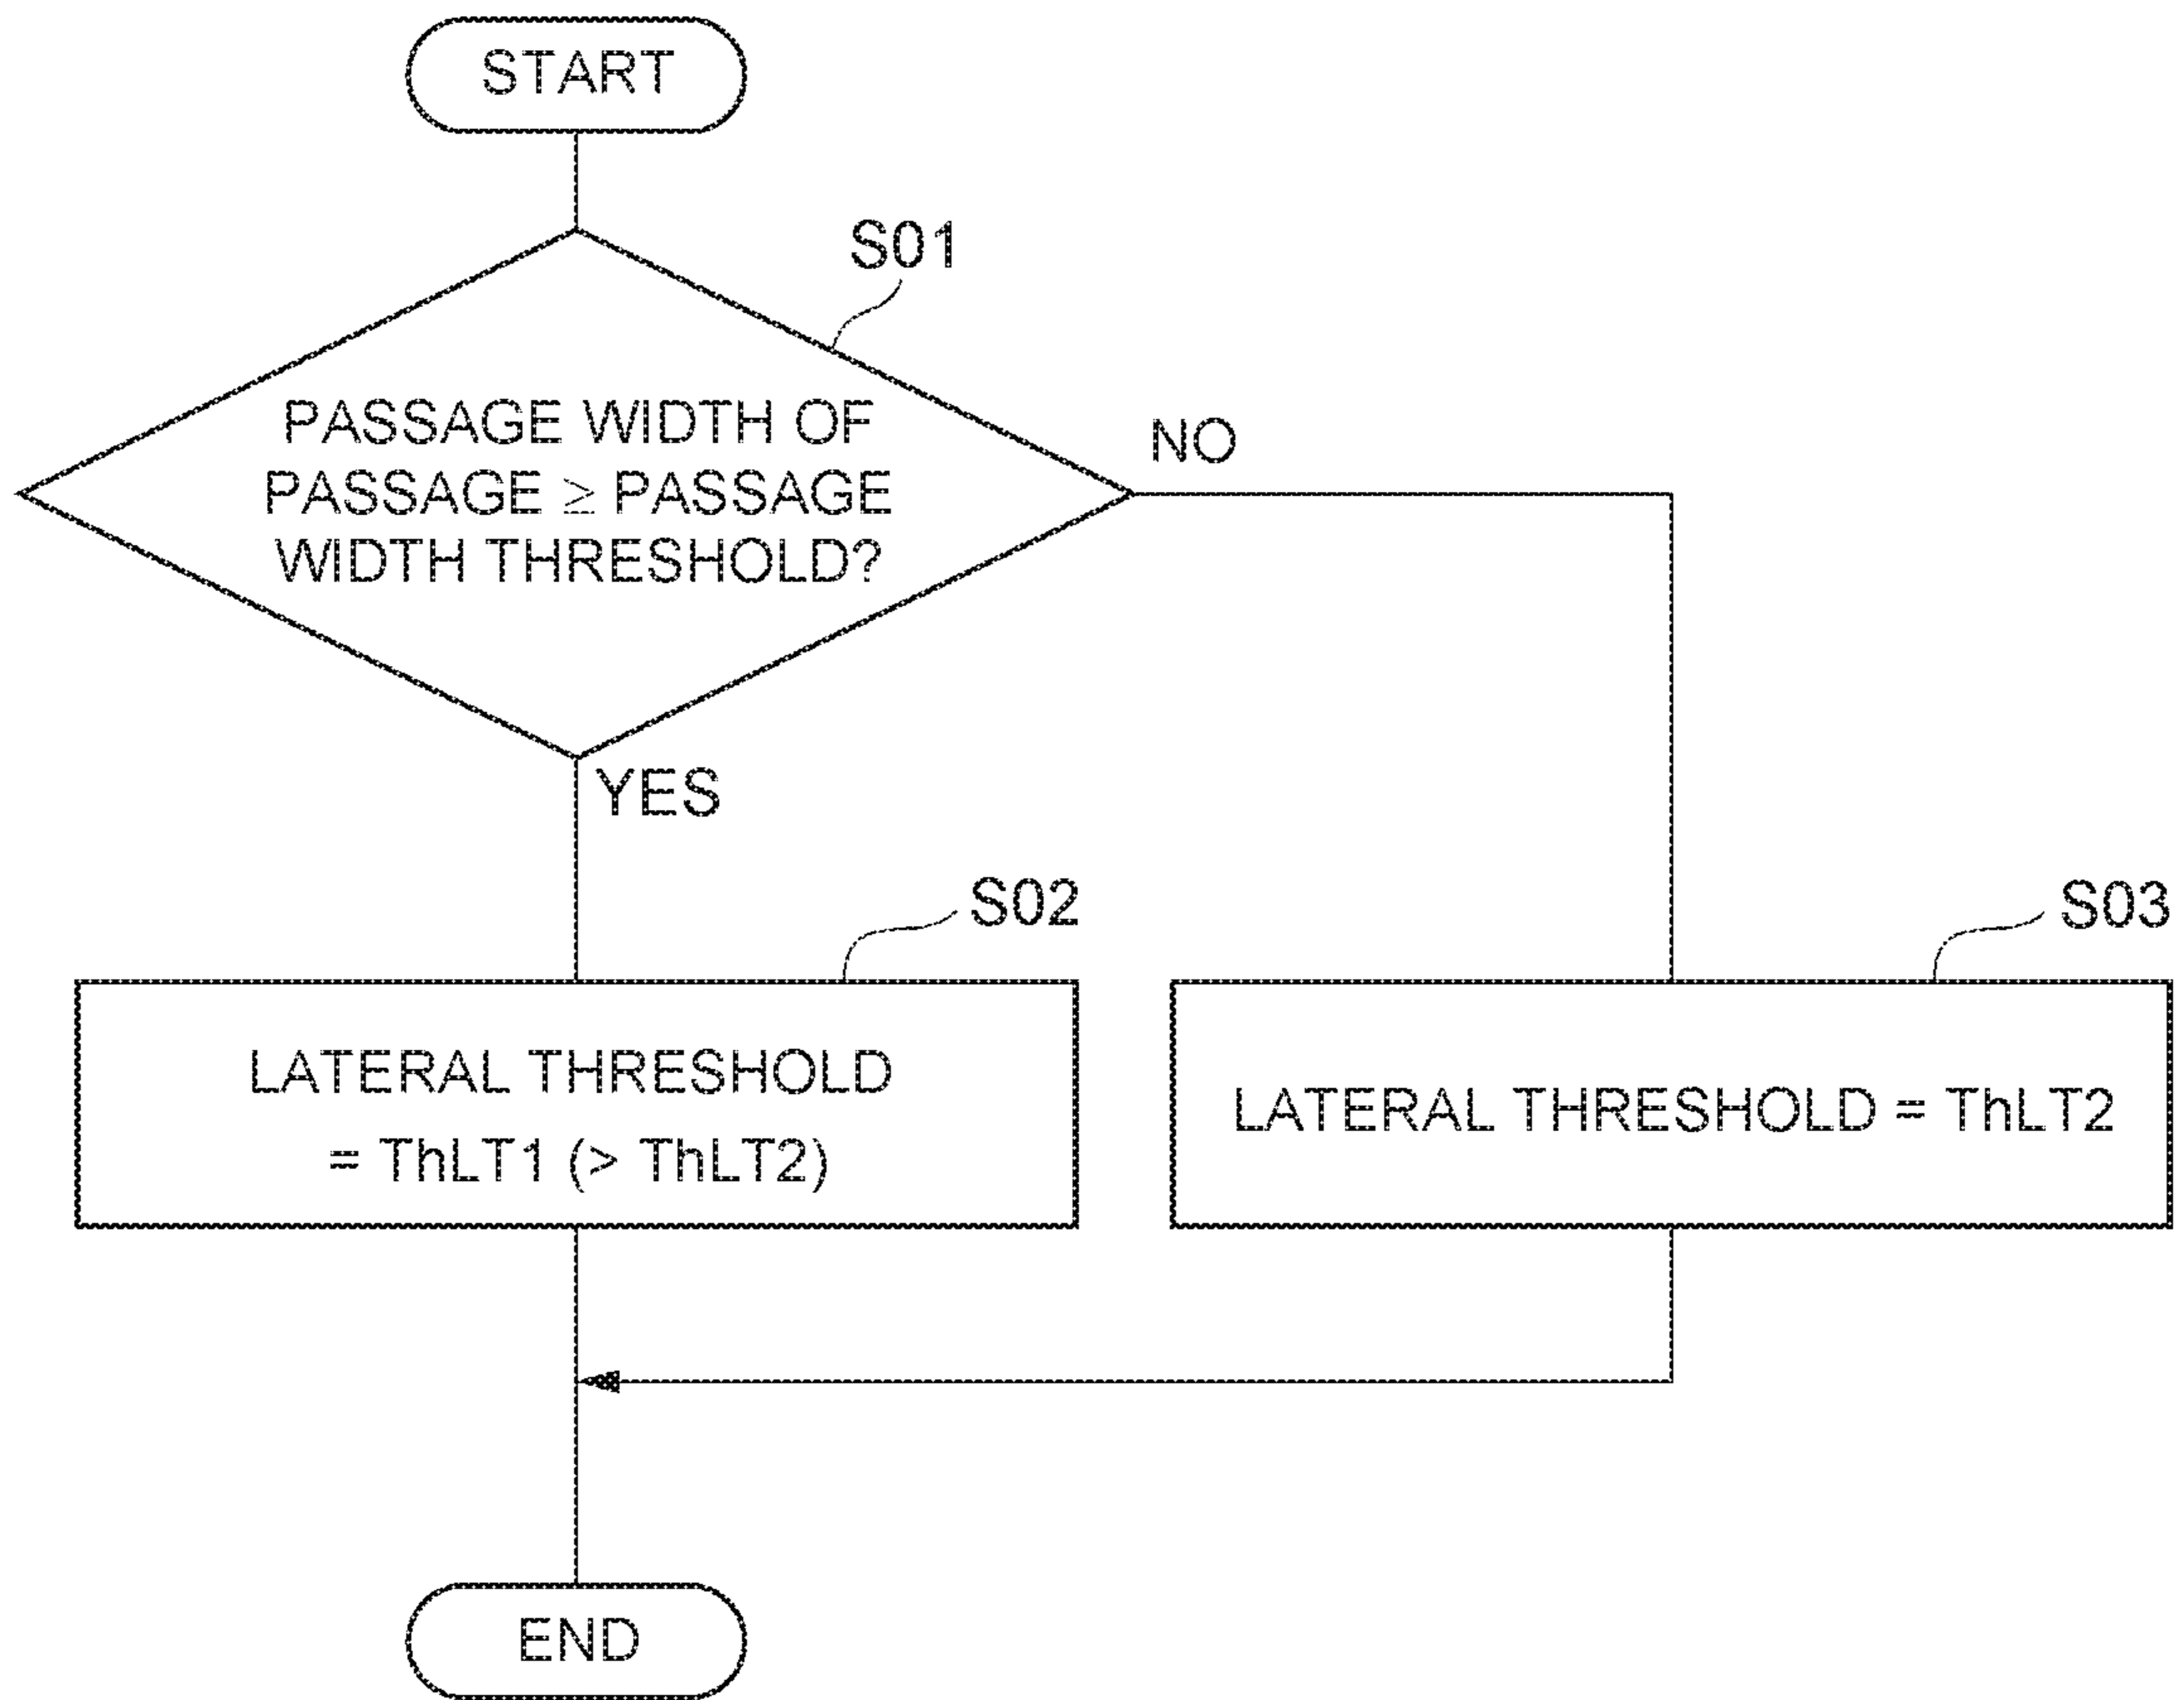 START
S01
PASSAGE WIDTH OF
PASSAGE ≥ PASSAGE
WIDTH THRESHOLD?
NO
YES
S02
LATERAL THRESHOLD
= ThLT1 (> ThLT2)
S03
LATERAL THRESHOLD = ThLT2
END